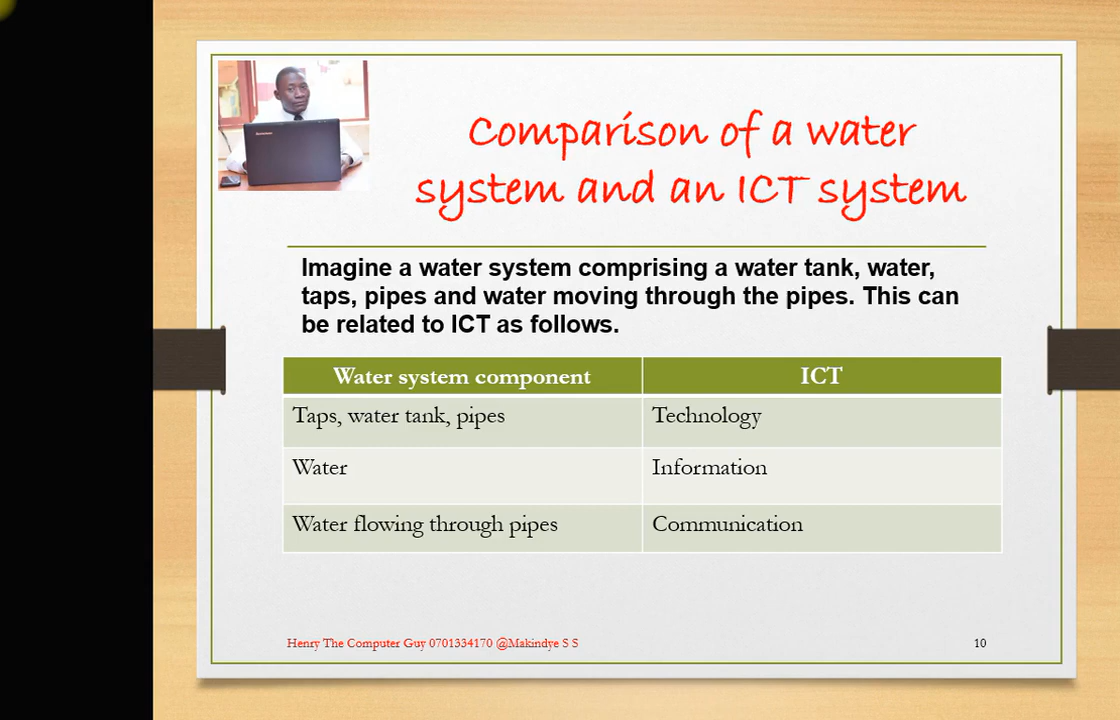 Comparison of a water
system and an ICT system
Imagine a water system comprising a water tank, water,
taps, pipes and water moving through the pipes. This can
be related to ICT as follows.
Water system component ICT
Taps, water tank, pipes Technology
Water Information
Water flowing through pipes Communication
Henry The Computer Guy 0701334170 @Makindye S S 10